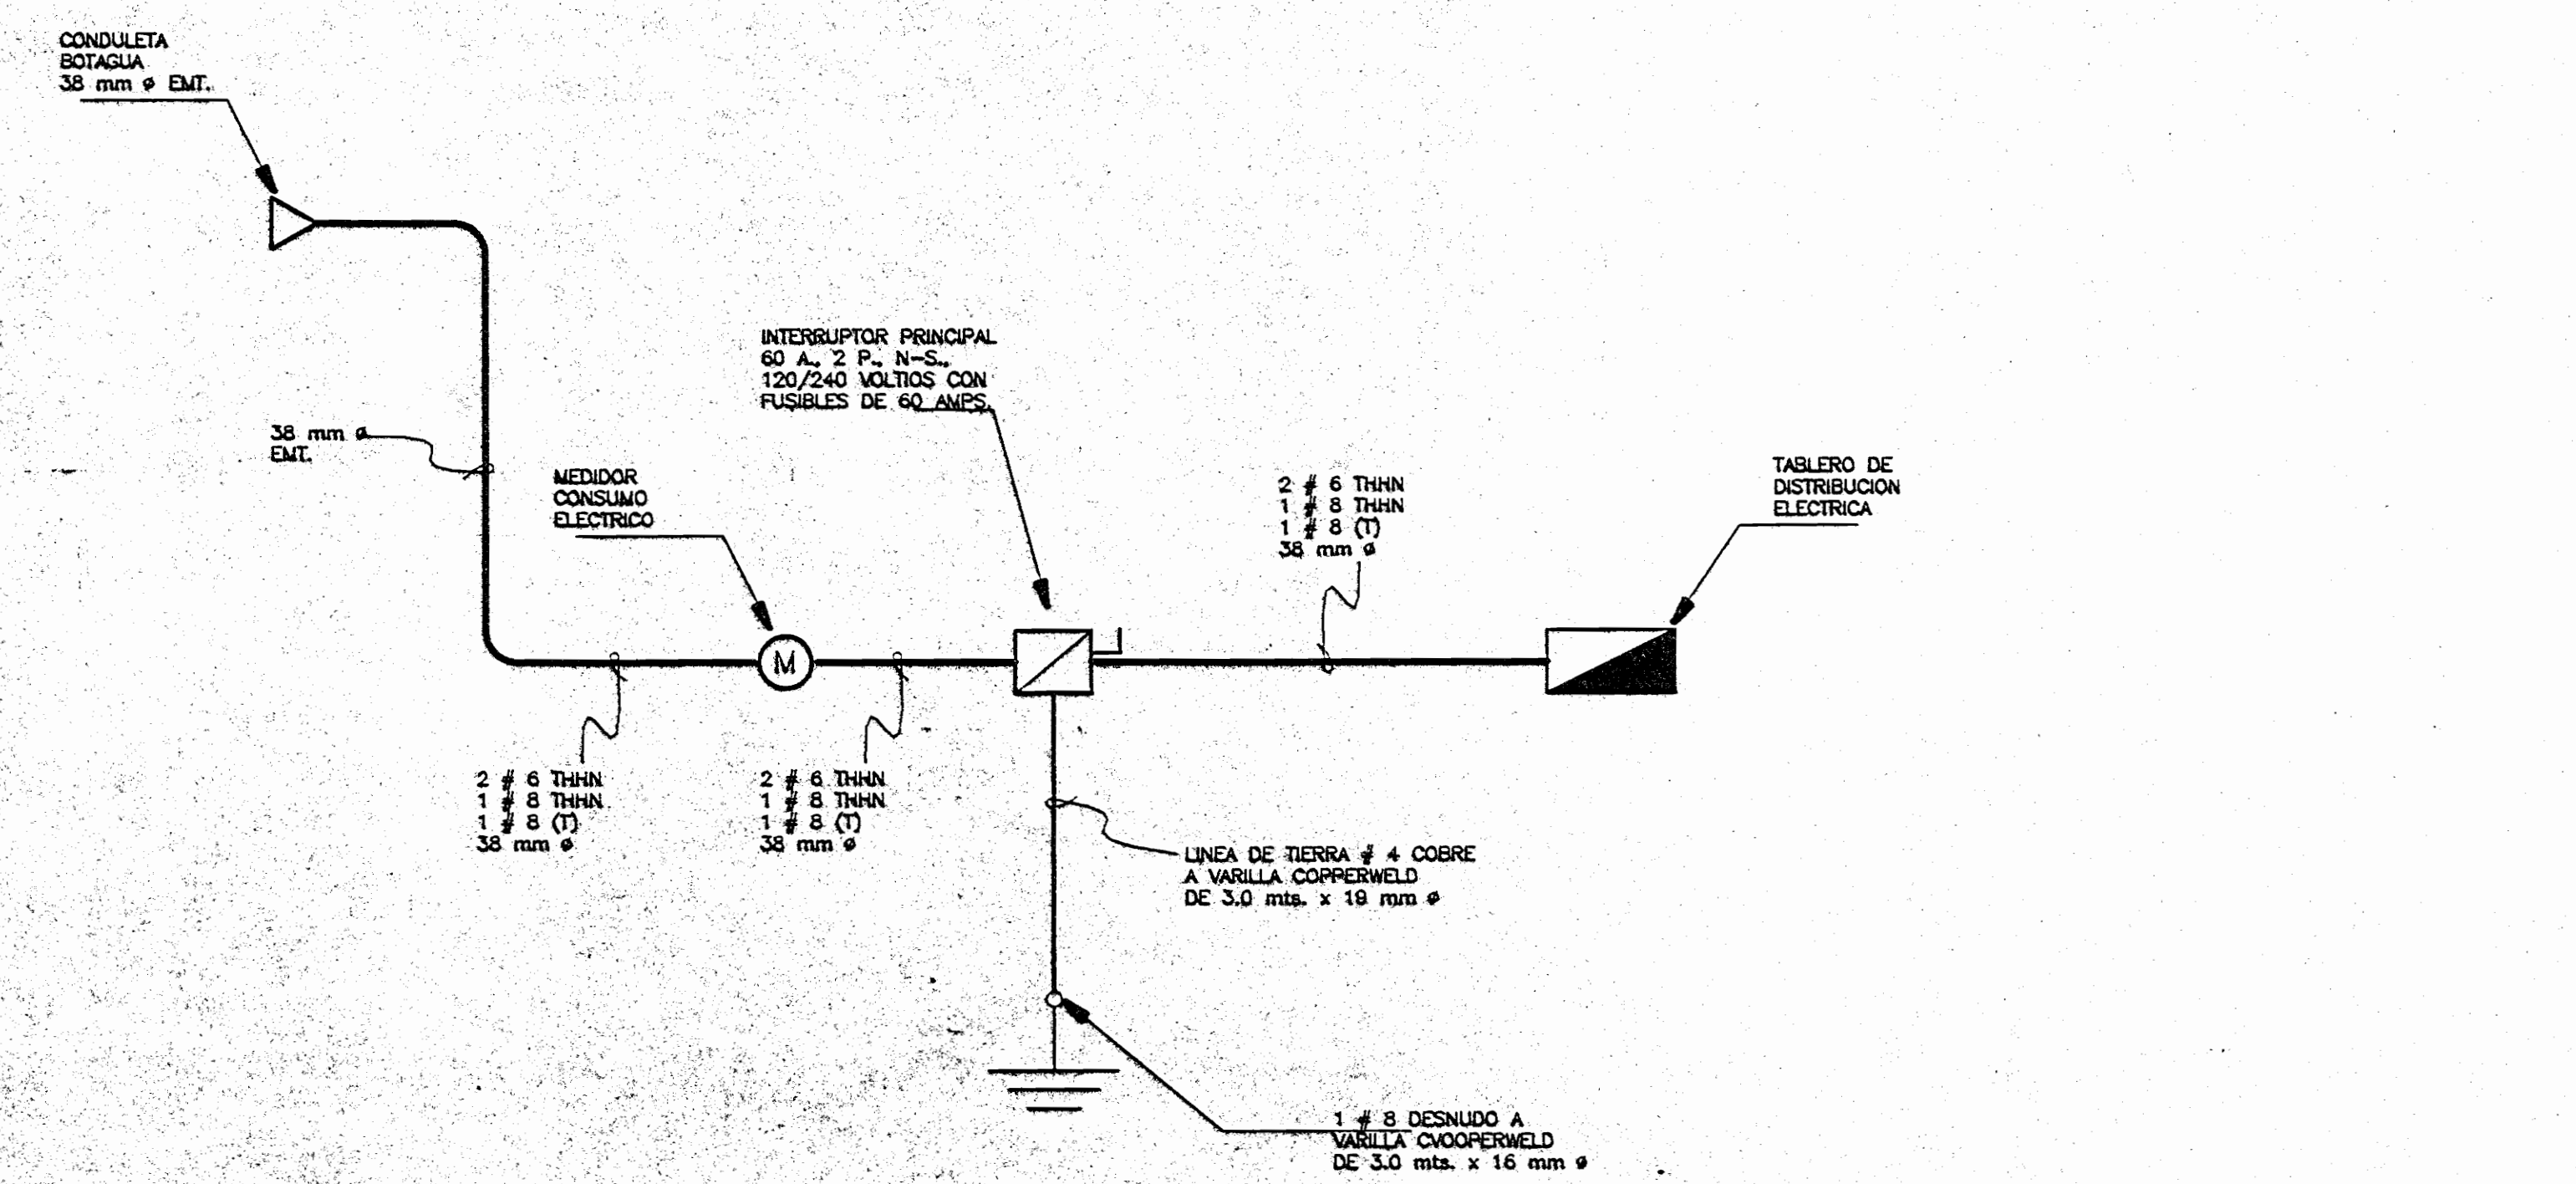 CONDULETA
BOTAGUA
38 mm ø EMT.
INTERRUPTOR PRINCIPAL
60 A., 2 P., N-S.,
120/240 VOLTIOS CON
FUSIBLES DE 60 AMPS.
38 mm ø
EMT.
MEDIDOR
CONSUMO
ELECTRICO
2 # 6 THHN
1 # 8 THHN
1 # 8 (T)
38 mm ø
TABLERO DE
DISTRIBUCION
ELECTRICA
M
2 # 6 THHN
1 # 8 THHN
1 # 8 (T)
38 mm ø
2 # 6 THHN
1 # 8 THHN
1 # 8 (T)
38 mm ø
LINEA DE TIERRA # 4 COBRE
A VARILLA COPPERWELD
DE 3.0 mts. x 19 mm ø
1 # 8 DESNUDO A
VARILLA CVOOPERWELD
DE 3.0 mts. x 16 mm ø